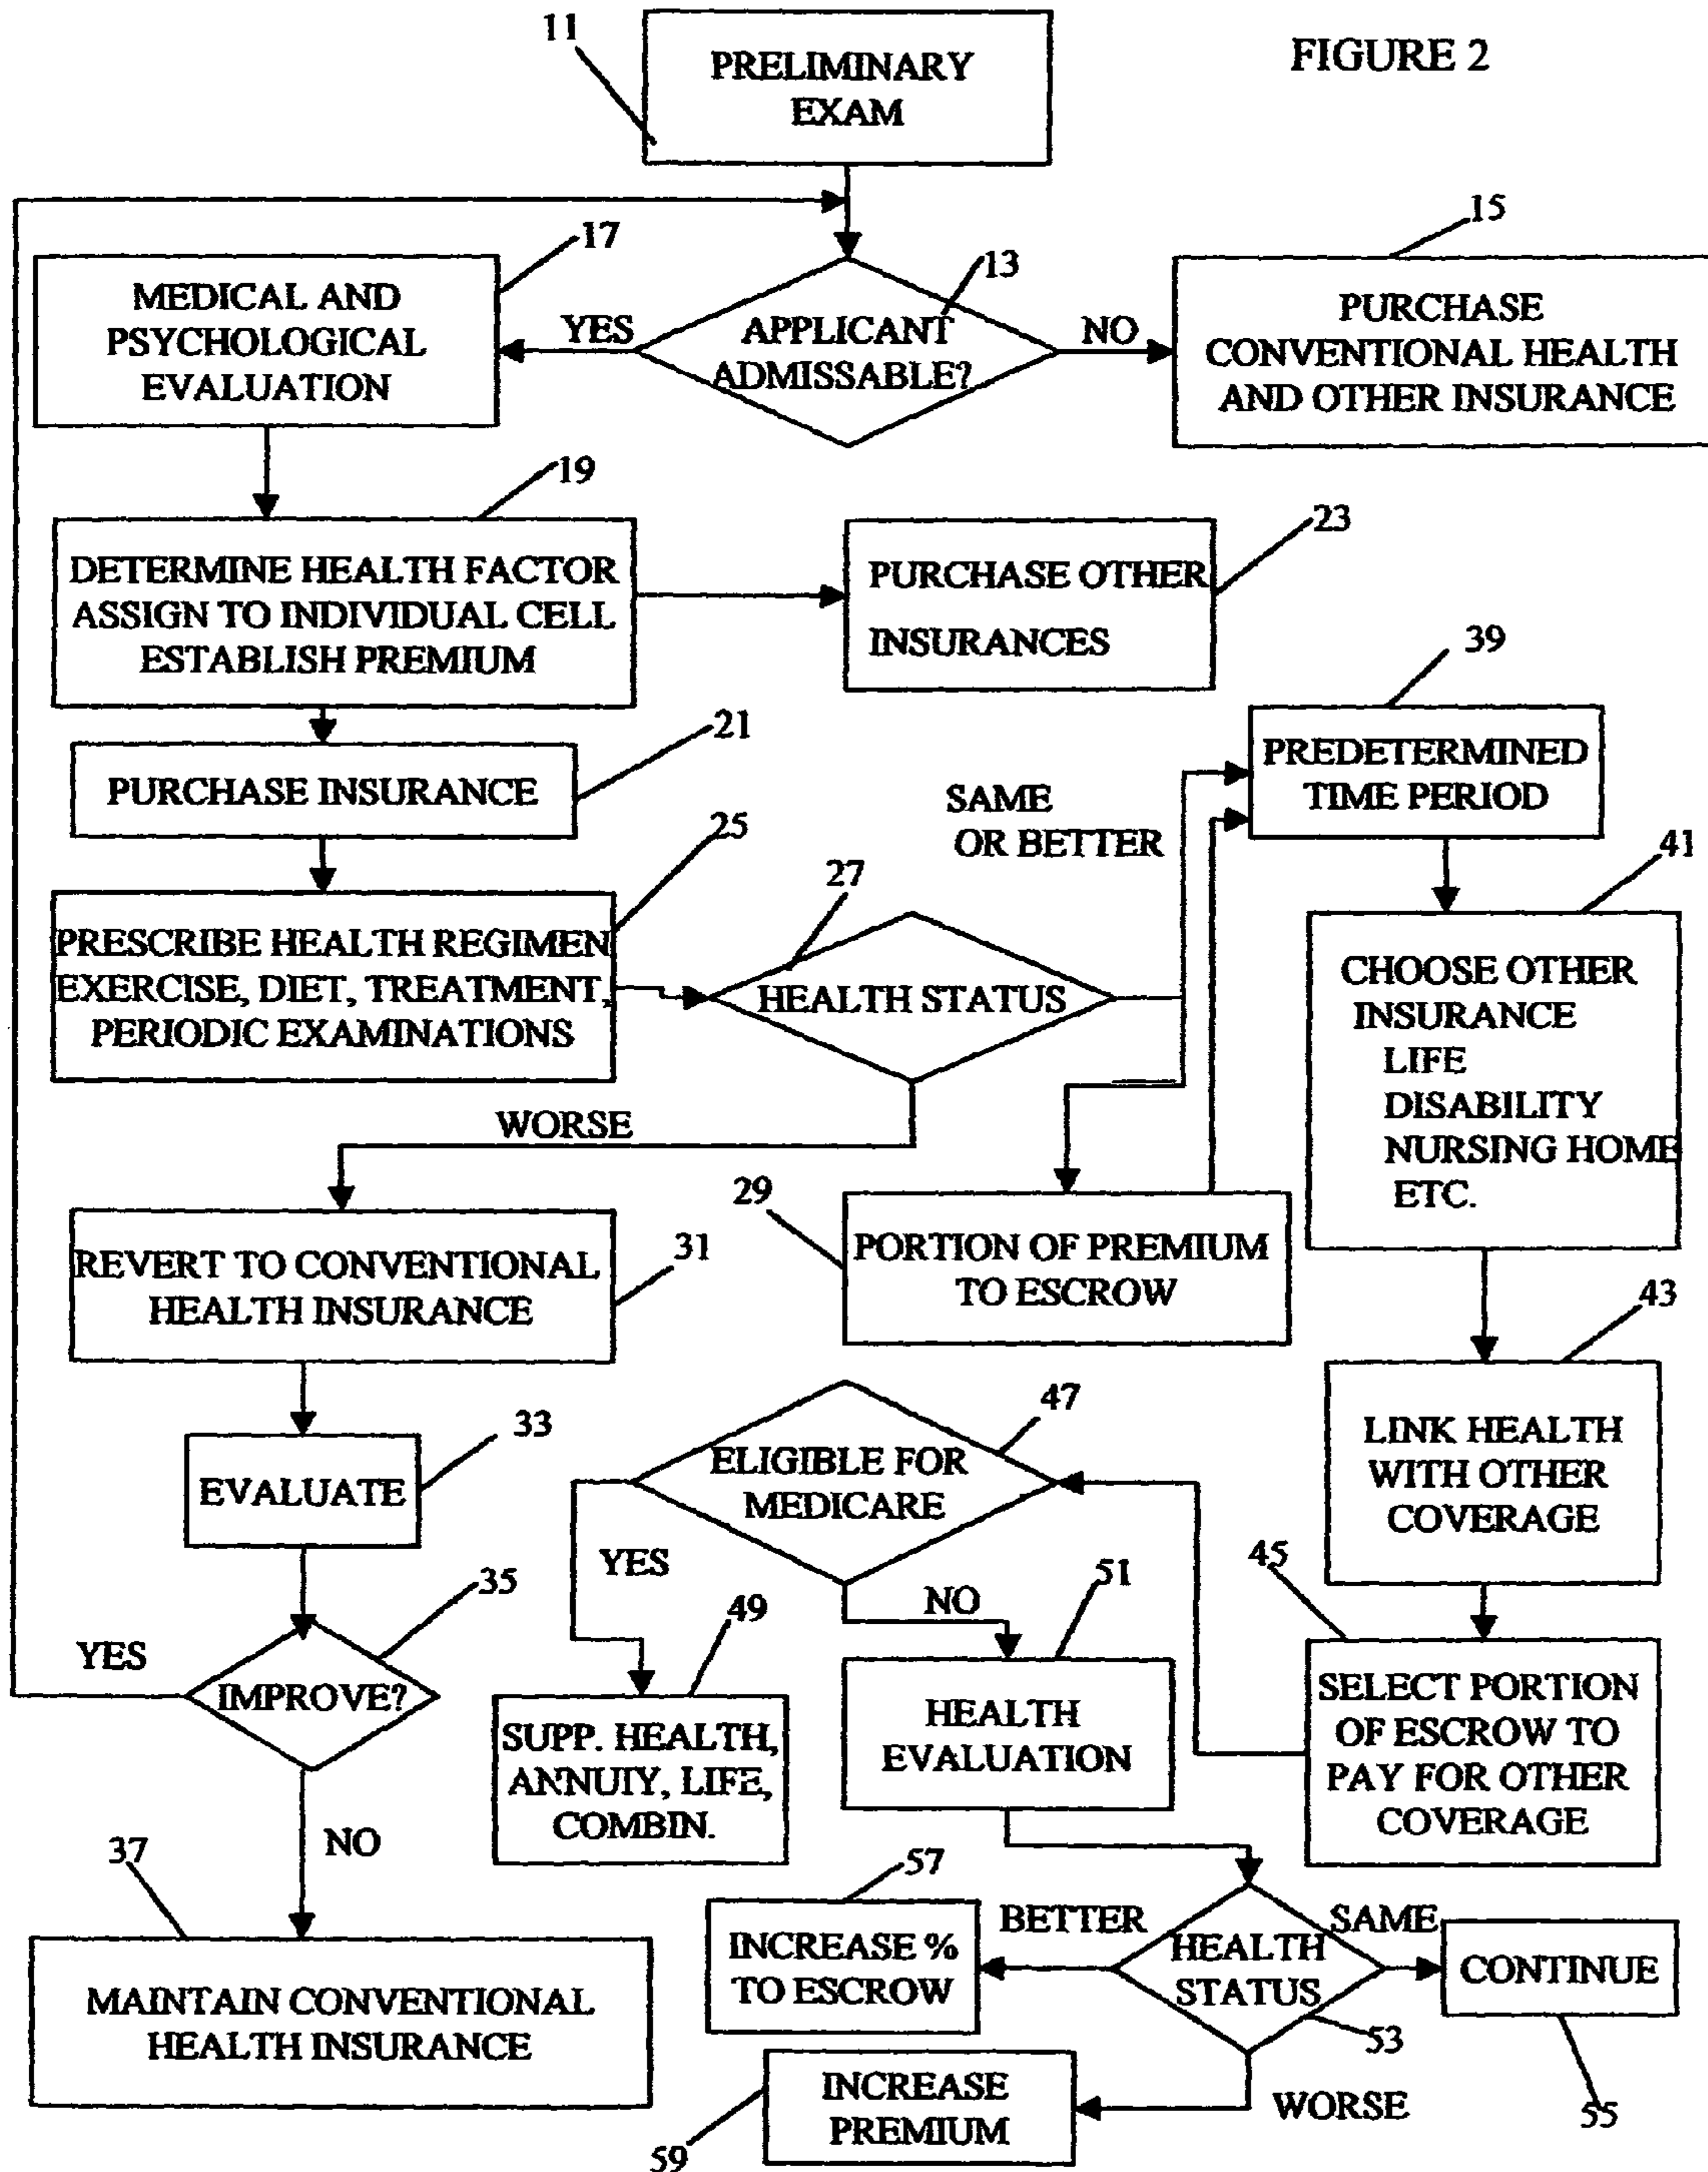 FIGURE 2
11
PRELIMINARY
EXAM
17
13
15
MEDICAL AND
PSYCHOLOGICAL
EVALUATION
YES
APPLICANT
ADMISSABLE?
NO
PURCHASE
CONVENTIONAL HEALTH
AND OTHER INSURANCE
19
DETERMINE HEALTH FACTOR
ASSIGN TO INDIVIDUAL CELL
ESTABLISH PREMIUM
PURCHASE OTHER
INSURANCES
23
21
PURCHASE INSURANCE
39
PREDETERMINED
TIME PERIOD
SAME
OR BETTER
25
PRESCRIBE HEALTH REGIMEN
EXERCISE, DIET, TREATMENT,
PERIODIC EXAMINATIONS
27
HEALTH STATUS
41
CHOOSE OTHER
INSURANCE
LIFE
DISABILITY
NURSING HOME
ETC.
WORSE
29
PORTION OF PREMIUM
TO ESCROW
REVERT TO CONVENTIONAL
HEALTH INSURANCE
31
43
LINK HEALTH
WITH OTHER
COVERAGE
33
EVALUATE
47
ELIGIBLE FOR
MEDICARE
YES
NO
51
45
35
YES
IMPROVE?
49
SUPP. HEALTH,
ANNUIY, LIFE,
COMBIN.
HEALTH
EVALUATION
SELECT PORTION
OF ESCROW TO
PAY FOR OTHER
COVERAGE
NO
37
MAINTAIN CONVENTIONAL
HEALTH INSURANCE
57
INCREASE %
TO ESCROW
BETTER
HEALTH
STATUS
SAME
CONTINUE
53
55
59
INCREASE
PREMIUM
WORSE